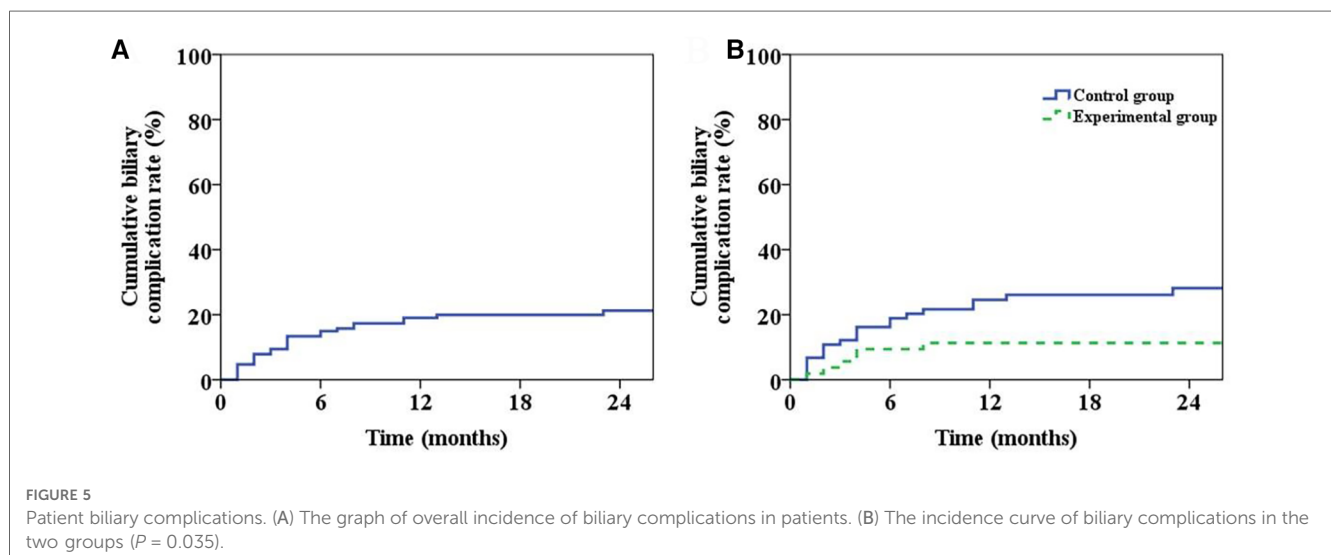 A
100
80
60
40
20
0
Cumulative biliary
complication rate (%)
0 6 12 18 24
Time (months)
B
100
80
60
40
20
0
Cumulative biliary
complication rate (%)
Control group
Experimental group
0 6 12 18 24
Time (months)
FIGURE 5
Patient biliary complications. (A) The graph of overall incidence of biliary complications in patients. (B) The incidence curve of biliary complications in the
two groups (P = 0.035).